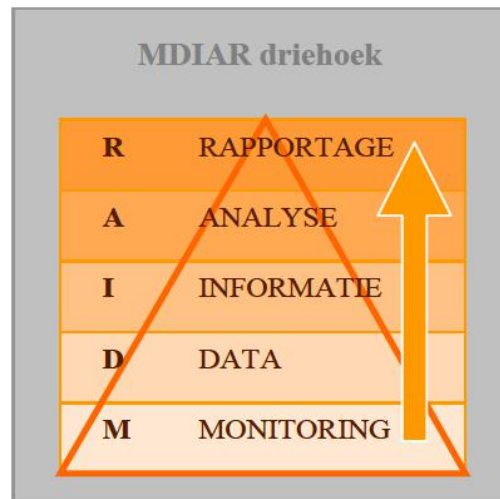 MDIAR driehoek
R RAPPORTAGE
A ANALYSE
I INFORMATIE
D DATA
M MONITORING